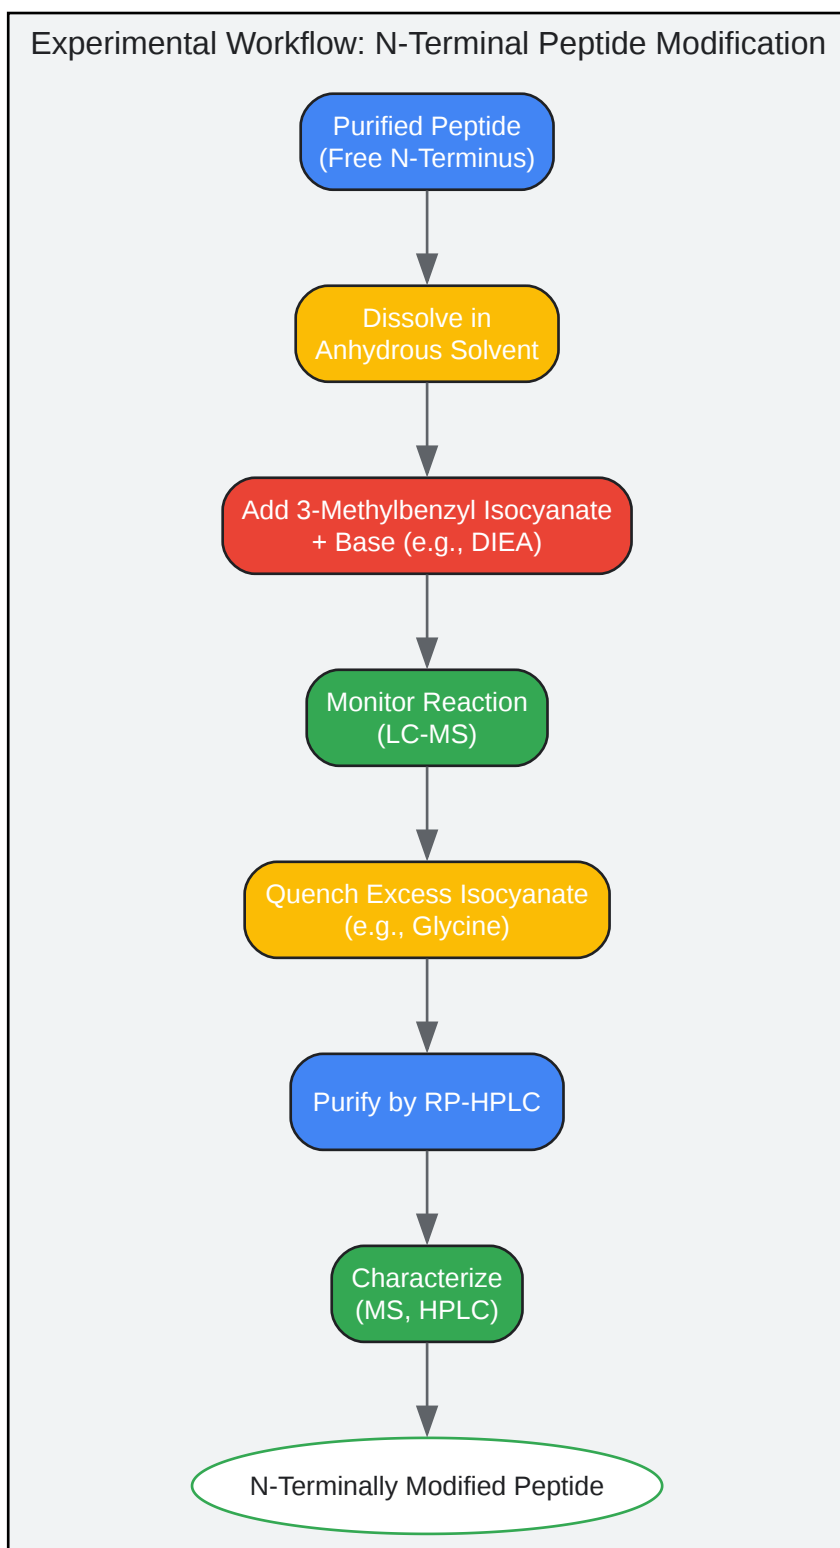 Experimental Workflow: N-Terminal Peptide Modification
Purified Peptide
(Free N-Terminus)
Dissolve in
Anhydrous Solvent
Add 3-Methylbenzyl Isocyanate
+ Base (e.g., DIEA)
Monitor Reaction
(LC-MS)
Quench Excess Isocyanate
(e.g., Glycine)
Purify by RP-HPLC
Characterize
(MS, HPLC)
N-Terminally Modified Peptide